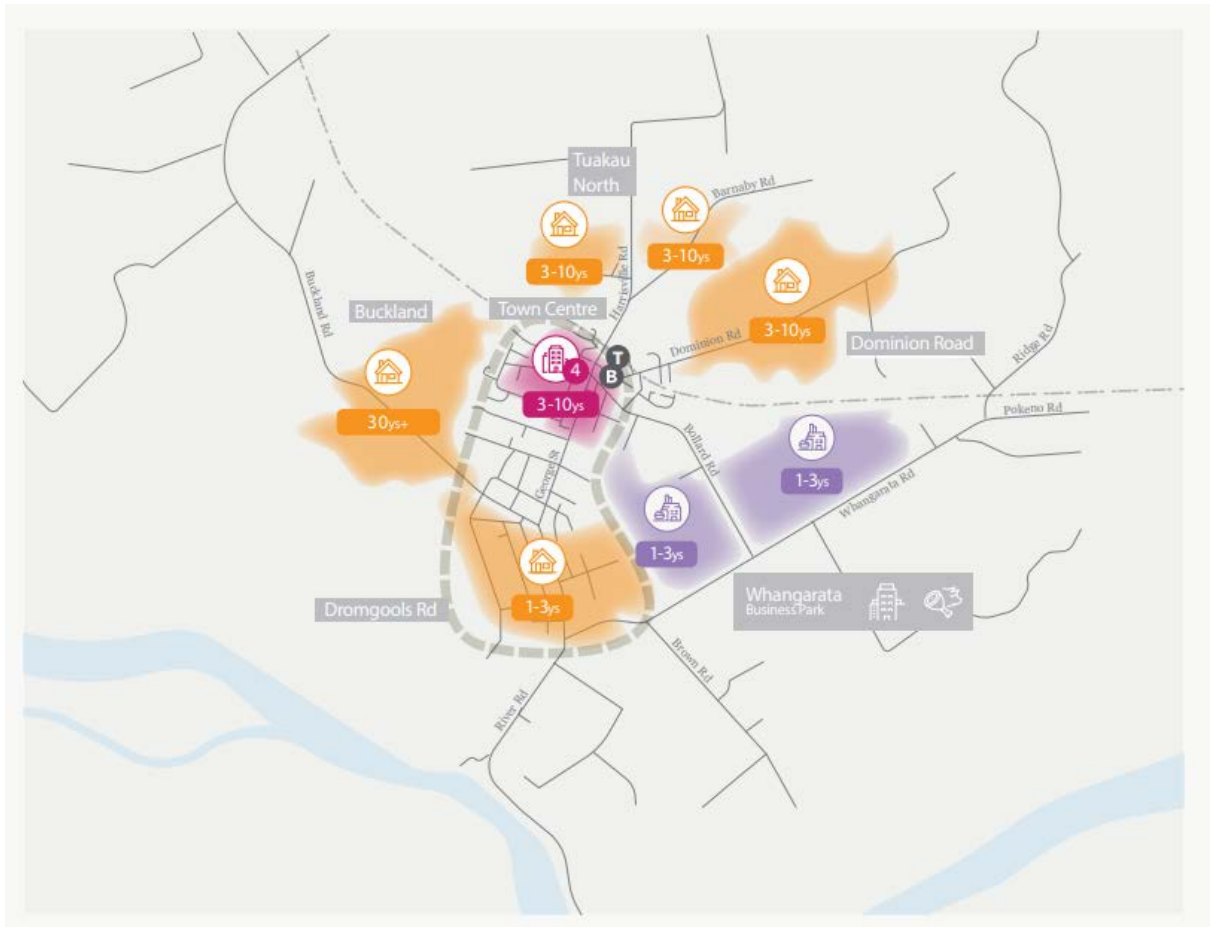 Tuakau
North
Barnaby Rd
3-10ys
3-10ys
Harrisville Rd
Buckland Rd
Buckland
Town Centre
3-10ys
Dominion Rd
Dominion Road
Ridge Rd
T
B
4
3-10ys
30ys+
Pokeno Rd
Bollard Rd
George St
1-3ys
Whangarata Rd
1-3ys
1-3ys
Dromgools Rd
Whangarata
Business Park
Brown Rd
River Rd